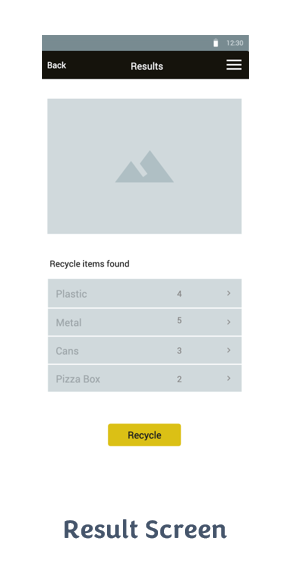 12:30
Back Results
Recycle items found
Plastic 4 >
Metal 5 >
Cans 3 >
Pizza Box 2 >
Recycle
Result Screen